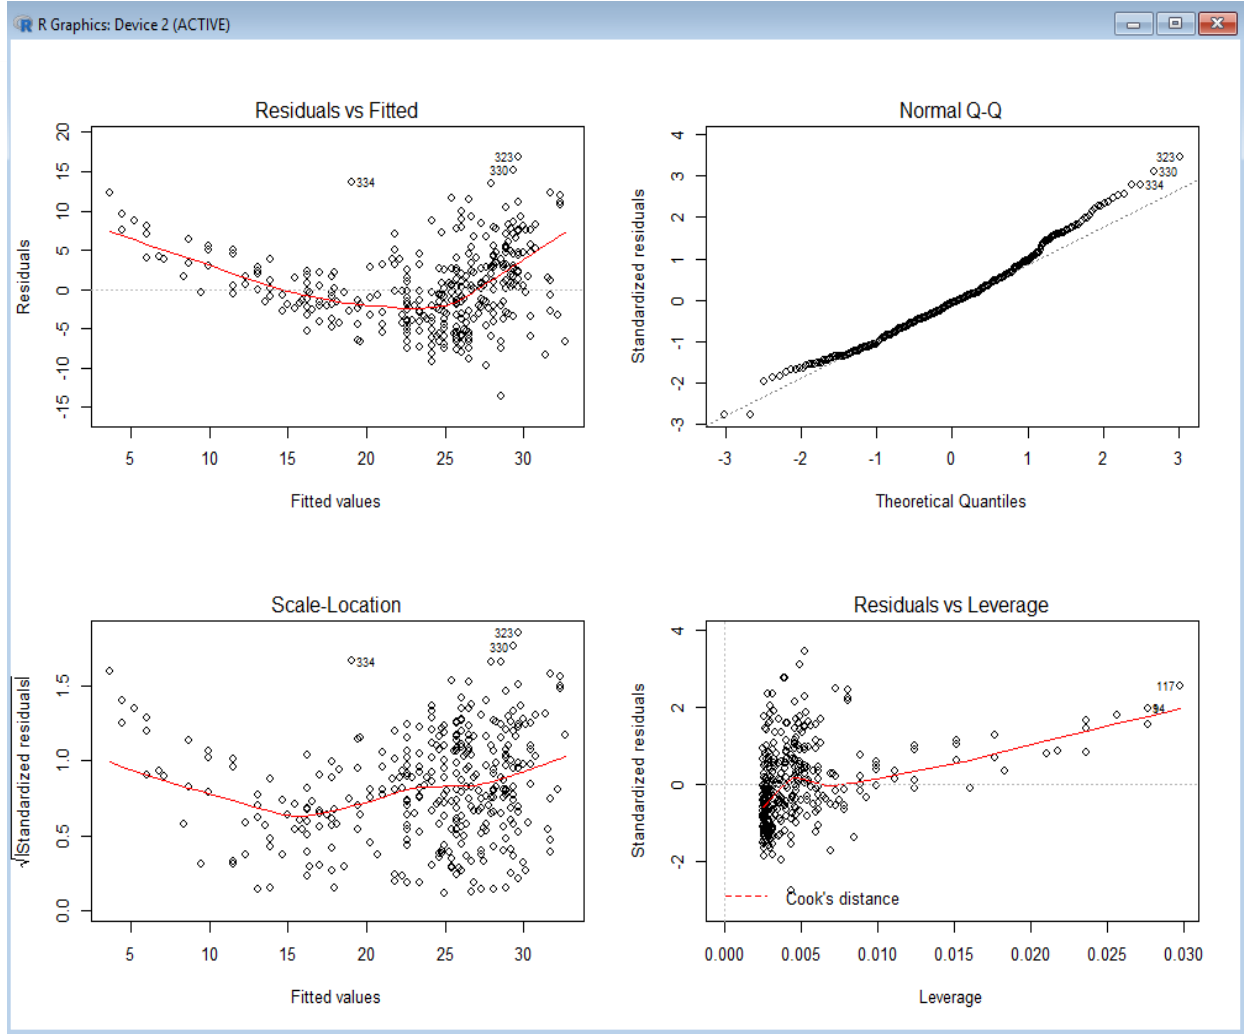 R Graphics: Device 2 (ACTIVE)
Residuals vs Fitted
Residuals
20
15
10
5
0
-5
-10
-15
323
330
334
5 10 15 20 25 30
Fitted values
Normal Q-Q
Standardized residuals
4
3
2
1
0
-1
-2
-3
323
330
334
-3 -2 -1 0 1 2 3
Theoretical Quantiles
Scale-Location
√|Standardized residuals|
1.5
1.0
0.5
0.0
323
330
334
5 10 15 20 25 30
Fitted values
Residuals vs Leverage
Standardized residuals
4
2
0
-2
117
94
Cook's distance
0.000 0.005 0.010 0.015 0.020 0.025 0.030
Leverage